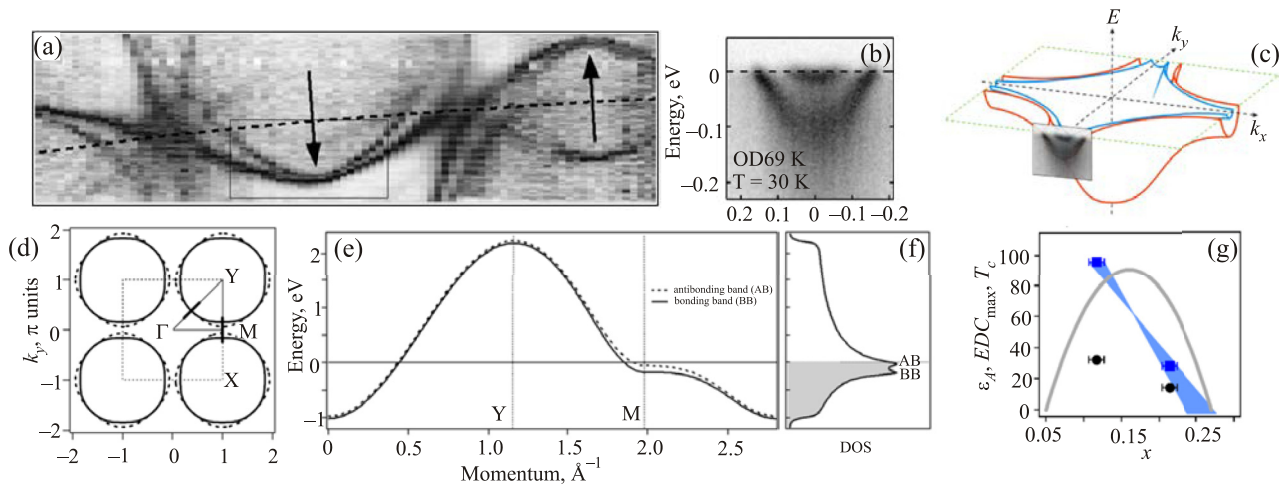 (a)
(b)
Energy, eV
0
–0.1
–0.2
OD69 K
T = 30 K
0.2 0.1 0 –0.1 –0.2
(c)
E
k_y
k_x
(d)
k_y, π units
2
1
0
–1
–2
Y
Γ M
X
–2 –1 0 1 2
(e)
Energy, eV
2
1
0
–1
antibonding band (AB)
bonding band (BB)
Y M
0 0.5 1.0 1.5 2.0 2.5
Momentum, Å⁻¹
(f)
AB
BB
DOS
(g)
ε_A, EDC_max, T_c
100
80
60
40
20
0
0.05 0.15 0.25
x